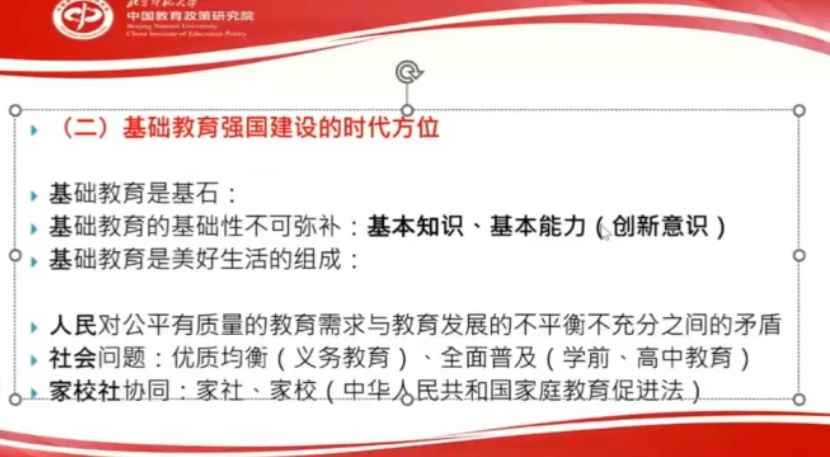 北京师范大学
中国教育政策研究院
Beijing Normal University
China Institute of Education Policy
（二）基础教育强国建设的时代方位
基础教育是基石：
基础教育的基础性不可弥补：基本知识、基本能力（创新意识）
基础教育是美好生活的组成：
人民对公平有质量的教育需求与教育发展的不平衡不充分之间的矛盾
社会问题：优质均衡（义务教育）、全面普及（学前、高中教育）
家校社协同：家社、家校（中华人民共和国家庭教育促进法）